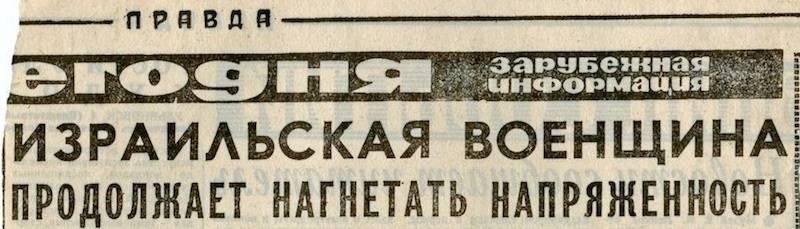 ПРАВДА
егодня
зарубежная
информация
ИЗРАИЛЬСКАЯ ВОЕНЩИНА
ПРОДОЛЖАЕТ НАГНЕТАТЬ НАПРЯЖЕННОСТЬ